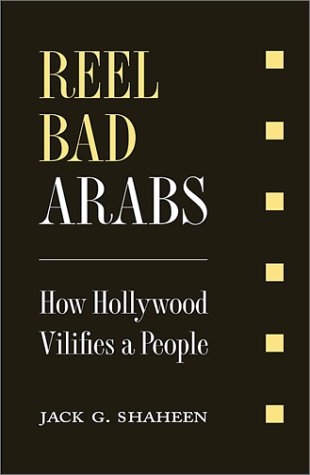 REEL
BAD
ARABS
How Hollywood
Vilifies a People
JACK G. SHAHEEN